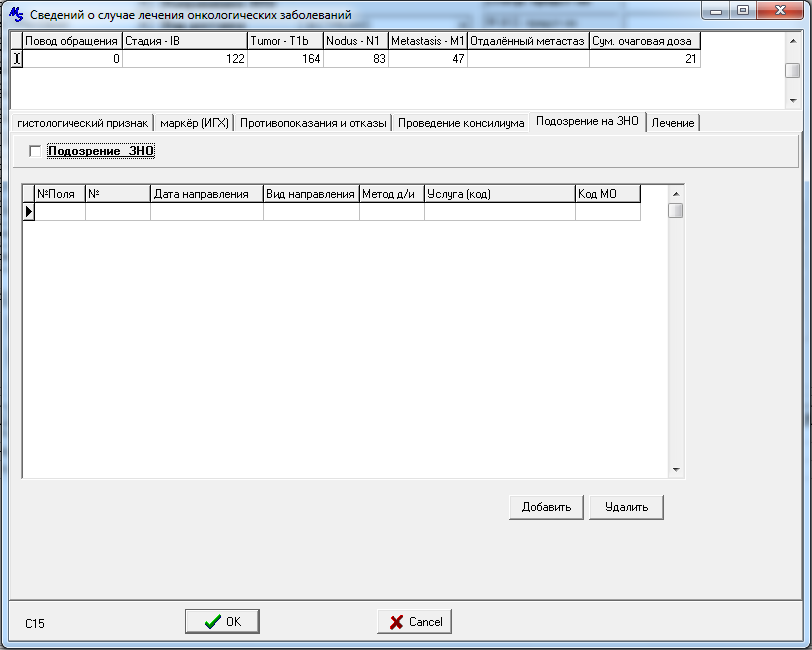 Сведений о случае лечения онкологических заболеваний
Повод обращения Стадия - IB Tumor - T1b Nodus - N1 Metastasis - M1 Отдалённый метастаз Сум. очаговая доза
0 122 164 83 47 21
гистологический признак маркёр (ИГХ) Противопоказания и отказы Проведение консилиума Подозрение на ЗНО Лечение
Подозрение ЗНО
№Поля № Дата направления Вид направления Метод д/и Услуга (код) Код МО
Добавить Удалить
C15 OK Cancel